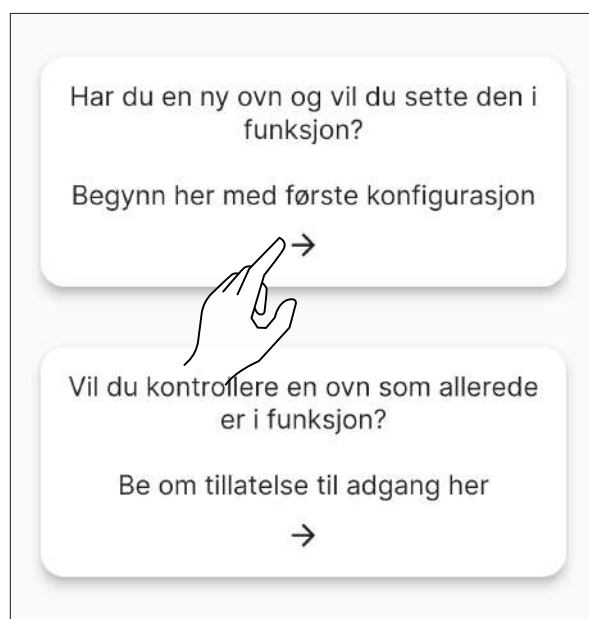 Har du en ny ovn og vil du sette den i
funksjon?
Begynn her med første konfigurasjon
→
Vil du kontrollere en ovn som allerede
er i funksjon?
Be om tillatelse til adgang her
→